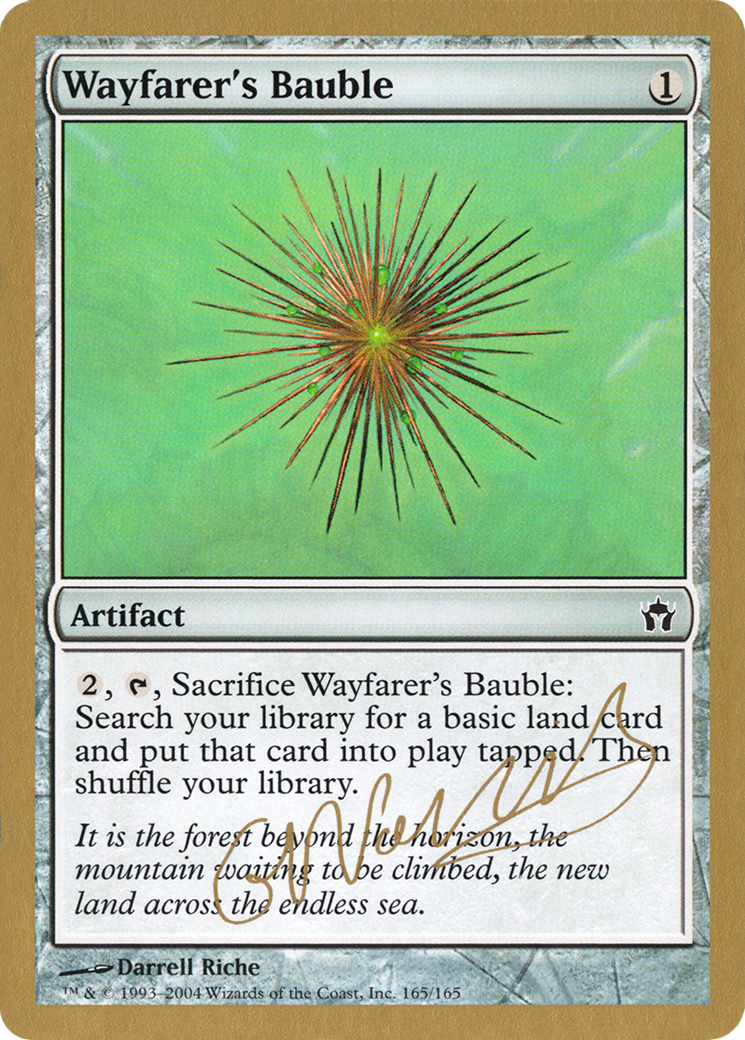 Wayfarer's Bauble
1
Artifact
2, , Sacrifice Wayfarer's Bauble:
Search your library for a basic land card
and put that card into play tapped. Then
shuffle your library.
It is the forest beyond the horizon, the
mountain waiting to be climbed, the new
land across the endless sea.
Darrell Riche
™ & © 1993–2004 Wizards of the Coast, Inc. 165/165